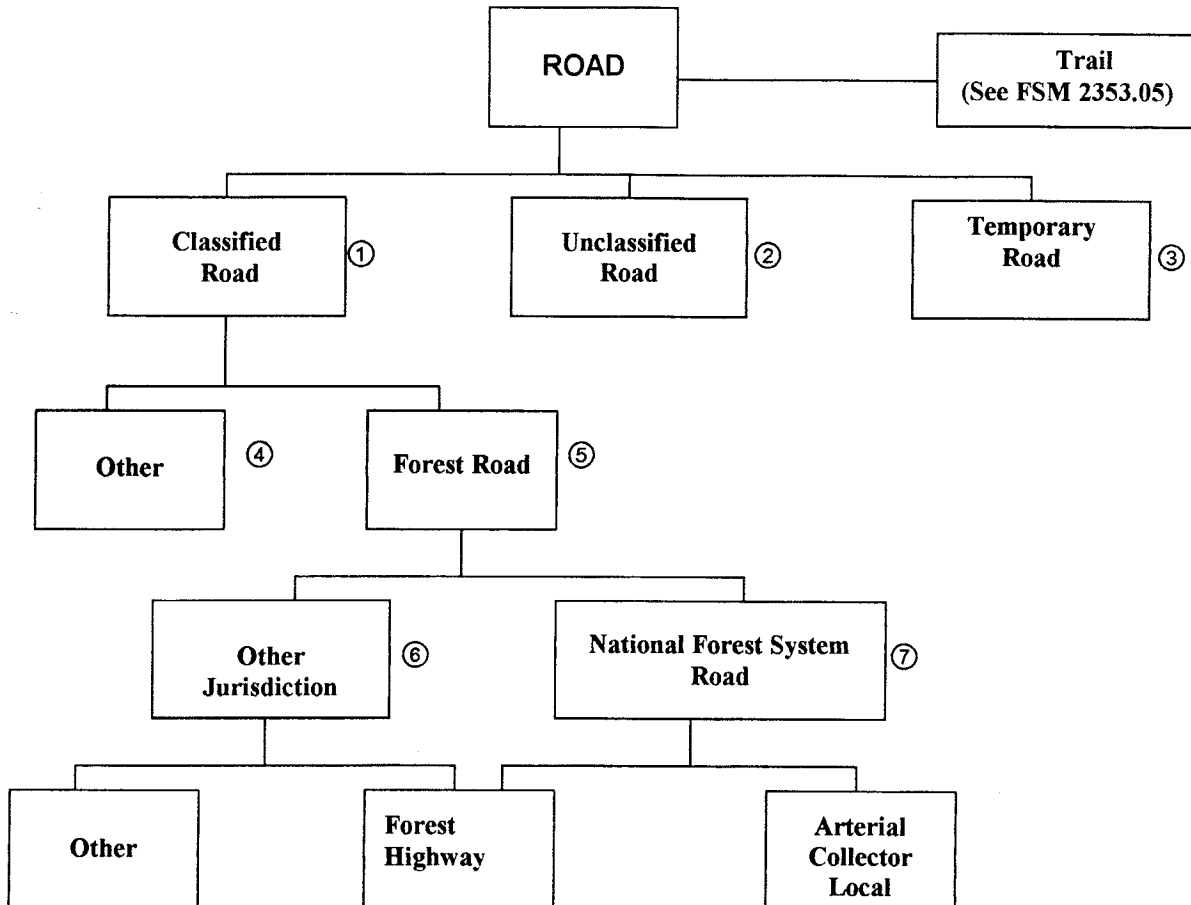 ROAD
Trail
(See FSM 2353.05)
Classified
Road
①
Unclassified
Road
②
Temporary
Road
③
Other
④
Forest Road
⑤
Other
Jurisdiction
⑥
National Forest System
Road
⑦
Other
Forest
Highway
Arterial
Collector
Local